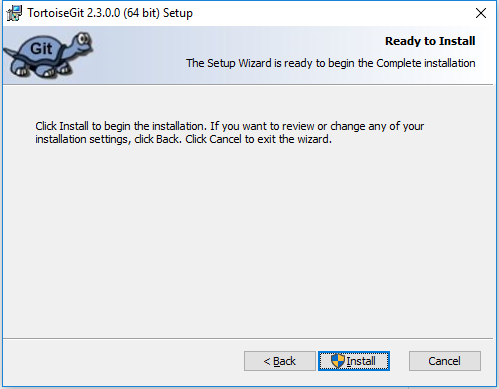 TortoiseGit 2.3.0.0 (64 bit) Setup
Git
Ready to Install
The Setup Wizard is ready to begin the Complete installation
Click Install to begin the installation. If you want to review or change any of your
installation settings, click Back. Click Cancel to exit the wizard.
< Back
Install
Cancel